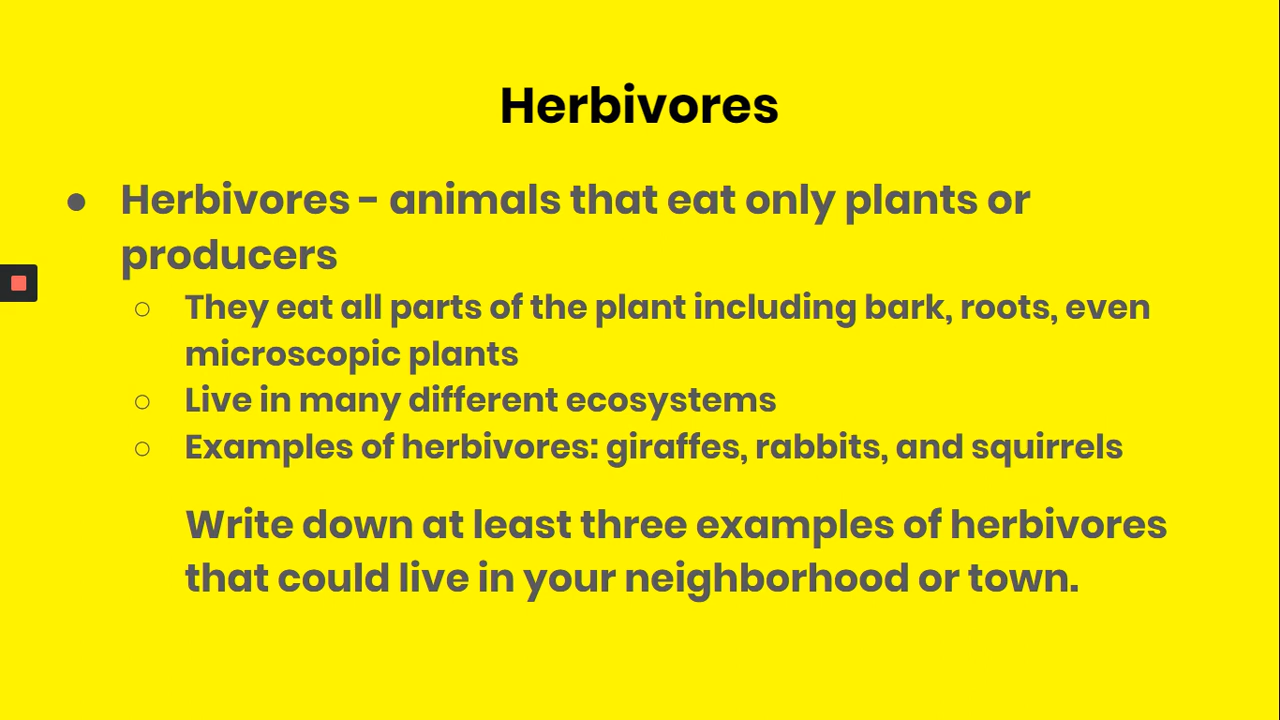 Herbivores
● Herbivores - animals that eat only plants or
producers
○ They eat all parts of the plant including bark, roots, even
microscopic plants
○ Live in many different ecosystems
○ Examples of herbivores: giraffes, rabbits, and squirrels
Write down at least three examples of herbivores
that could live in your neighborhood or town.